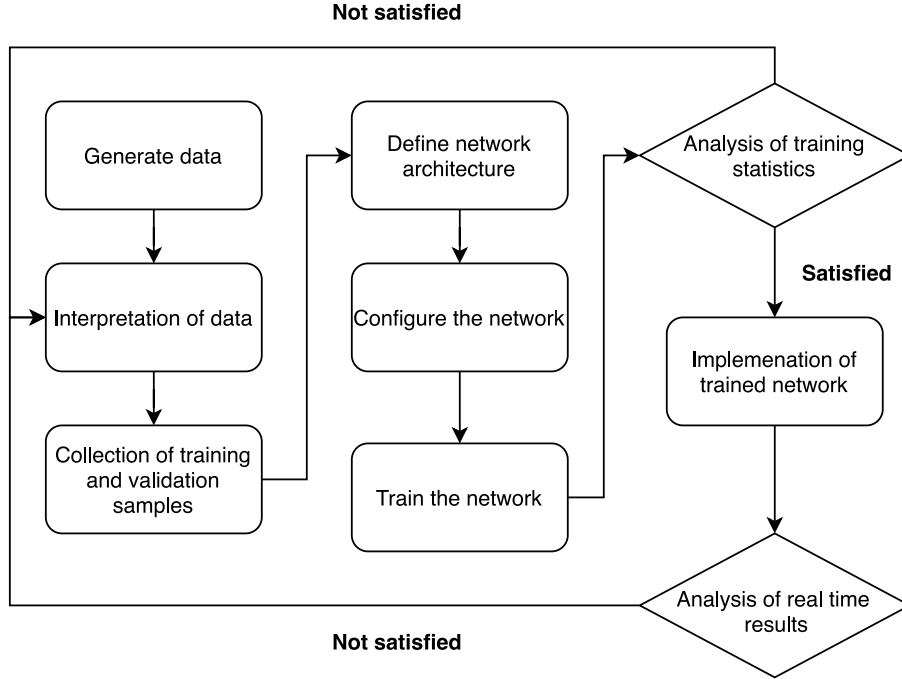 Not satisfied
Generate data
Interpretation of data
Collection of training
and validation
samples
Define network
architecture
Configure the network
Train the network
Analysis of training
statistics
Satisfied
Implemenation of
trained network
Analysis of real time
results
Not satisfied